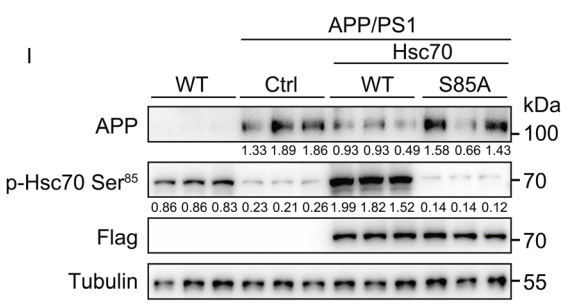 APP/PS1
I
Hsc70
WT Ctrl WT S85A
kDa
APP 100
1.33 1.89 1.86 0.93 0.93 0.49 1.58 0.66 1.43
p-Hsc70 Ser⁸⁵ 70
0.86 0.86 0.83 0.23 0.21 0.26 1.99 1.82 1.52 0.14 0.14 0.12
Flag 70
Tubulin 55